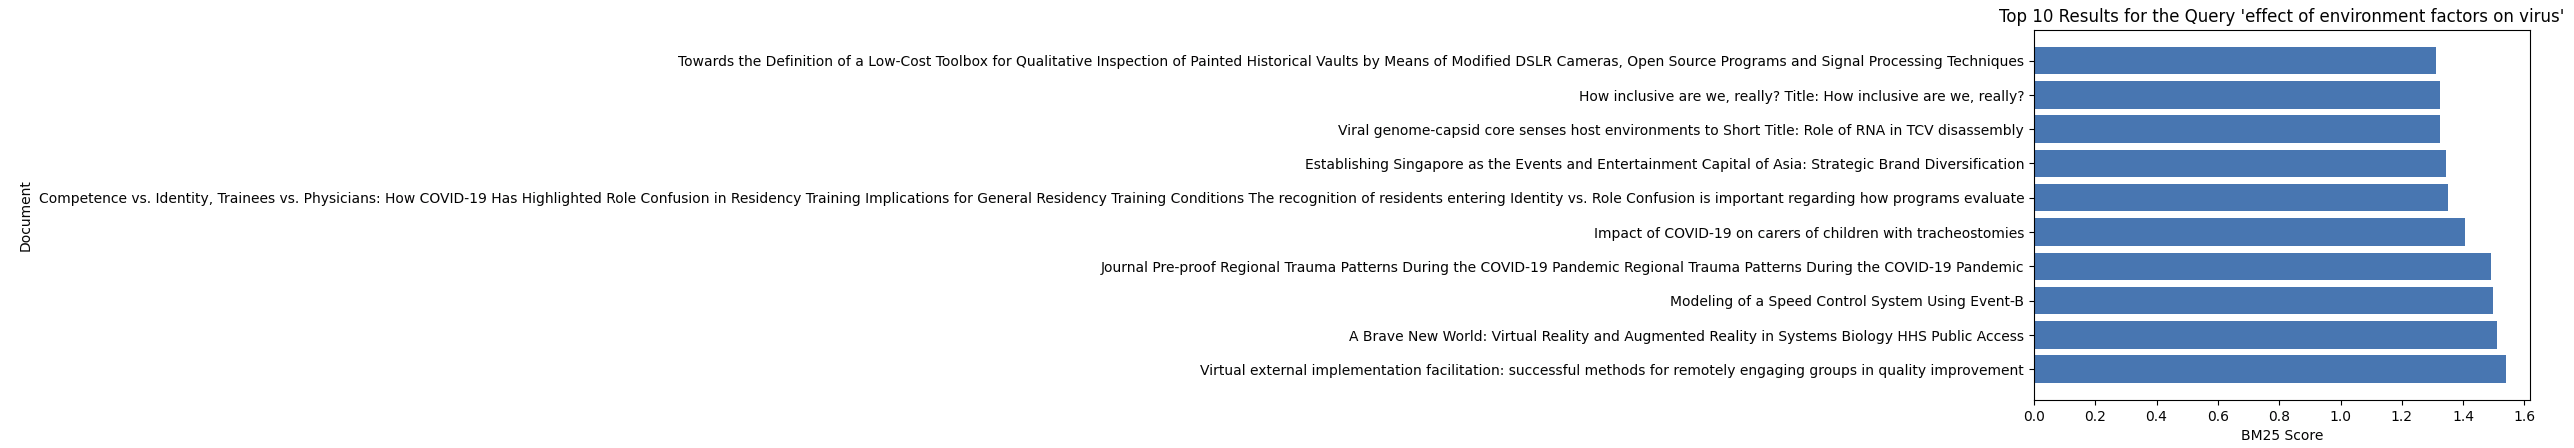 Top 10 Results for the Query 'effect of environment factors on virus'
Towards the Definition of a Low-Cost Toolbox for Qualitative Inspection of Painted Historical Vaults by Means of Modified DSLR Cameras, Open Source Programs and Signal Processing Techniques
How inclusive are we, really? Title: How inclusive are we, really?
Viral genome-capsid core senses host environments to Short Title: Role of RNA in TCV disassembly
Establishing Singapore as the Events and Entertainment Capital of Asia: Strategic Brand Diversification
Competence vs. Identity, Trainees vs. Physicians: How COVID-19 Has Highlighted Role Confusion in Residency Training Implications for General Residency Training Conditions The recognition of residents entering Identity vs. Role Confusion is important regarding how programs evaluate
Impact of COVID-19 on carers of children with tracheostomies
Journal Pre-proof Regional Trauma Patterns During the COVID-19 Pandemic Regional Trauma Patterns During the COVID-19 Pandemic
Modeling of a Speed Control System Using Event-B
A Brave New World: Virtual Reality and Augmented Reality in Systems Biology HHS Public Access
Virtual external implementation facilitation: successful methods for remotely engaging groups in quality improvement
Document
0.0 0.2 0.4 0.6 0.8 1.0 1.2 1.4 1.6
BM25 Score